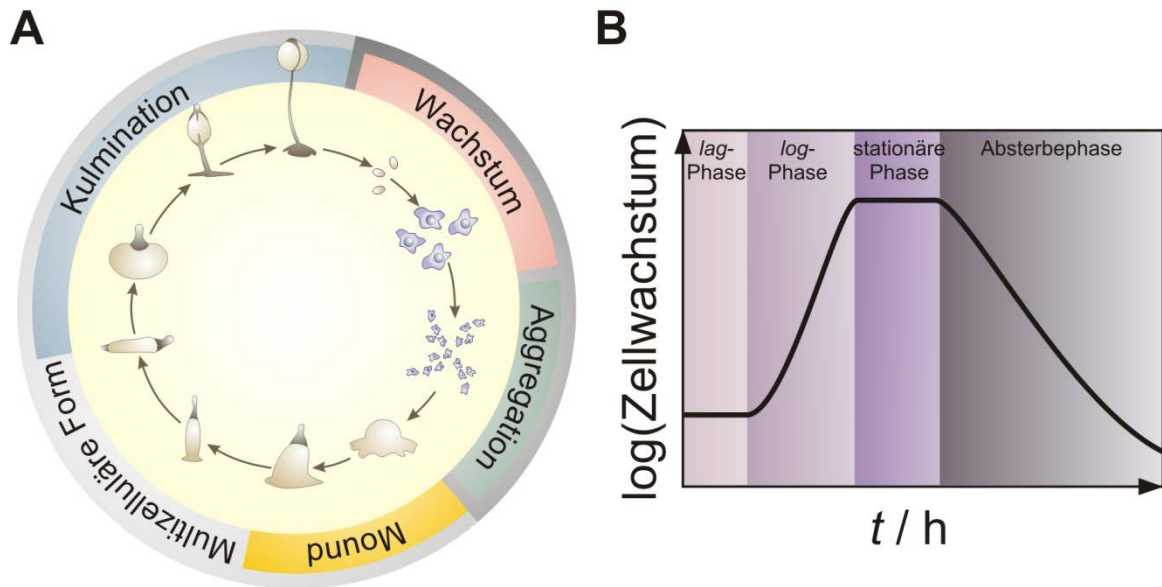 A
Wachstum
Aggregation
Mound
Multizelluläre Form
Kulmination
B
log(Zellwachstum)
lag-
Phase
log-
Phase
stationäre
Phase
Absterbephase
t / h